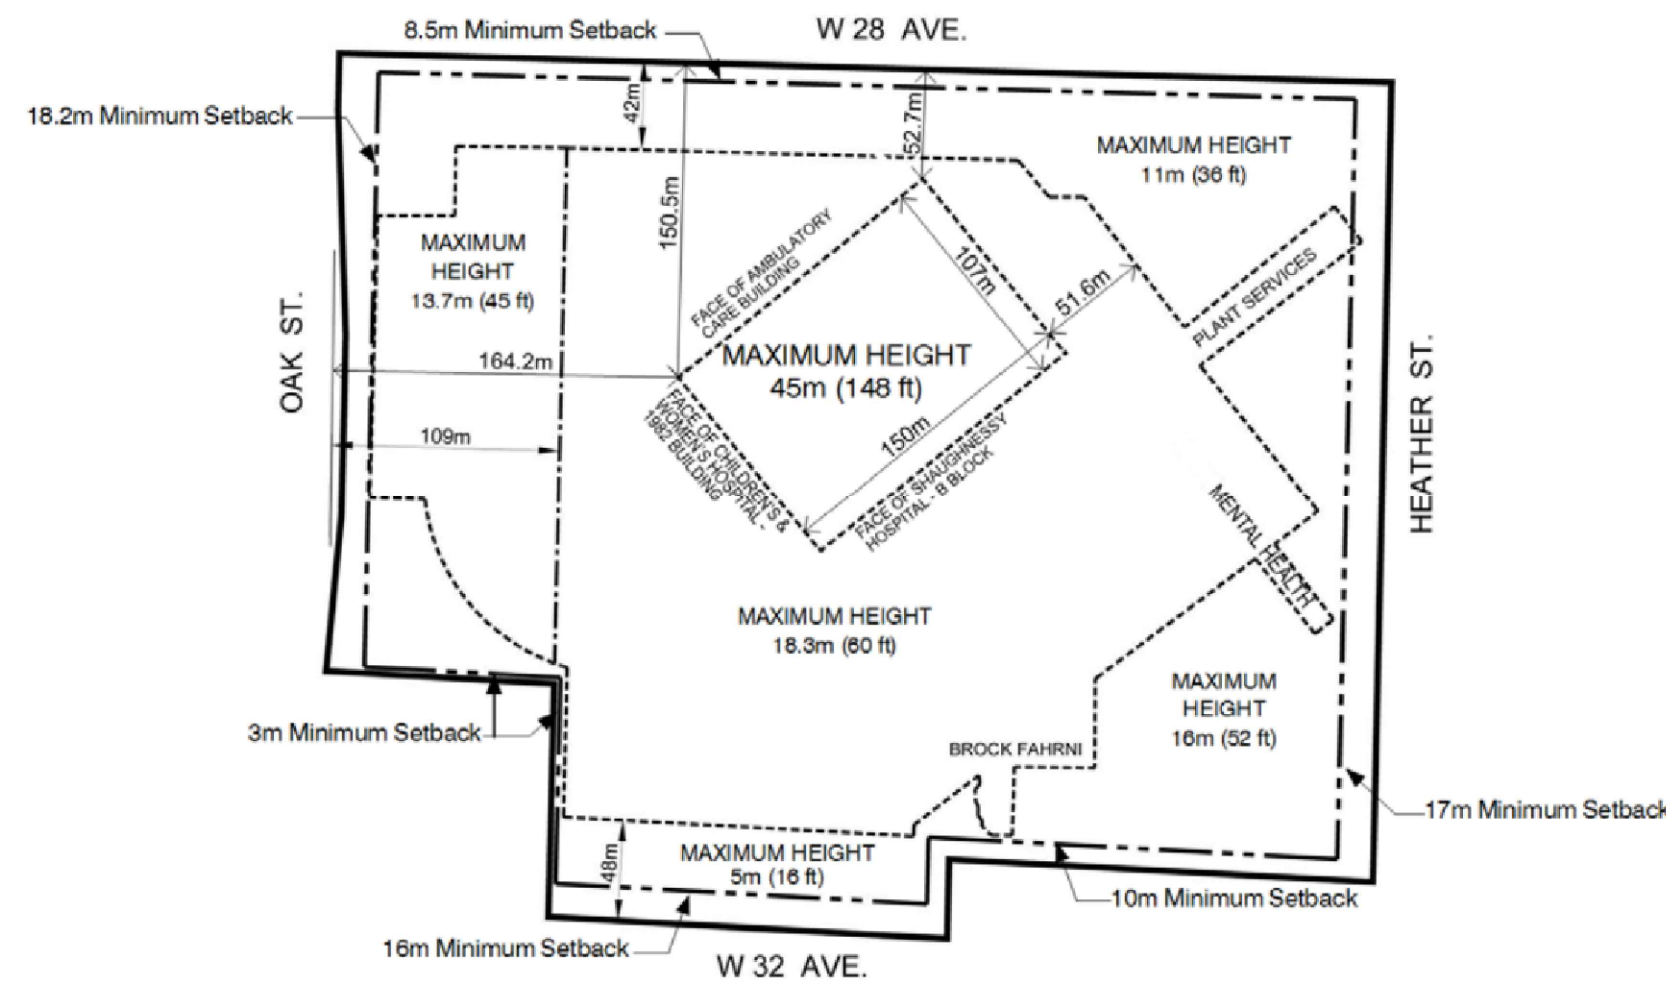 8.5m Minimum Setback
W 28 AVE.
18.2m Minimum Setback
42m
52.7m
MAXIMUM HEIGHT
11m (36 ft)
150.5m
MAXIMUM
HEIGHT
13.7m (45 ft)
FACE OF AMBULATORY
CARE BUILDING
107m
51.6m
PLANT SERVICES
OAK ST.
164.2m
MAXIMUM HEIGHT
45m (148 ft)
HEATHER ST.
109m
FACE OF CHILDREN'S &
WOMEN'S HOSPITAL -
1982 BUILDING
150m
FACE OF SHAUGHNESSY
HOSPITAL - B BLOCK
MENTAL HEALTH
MAXIMUM HEIGHT
18.3m (60 ft)
MAXIMUM
HEIGHT
16m (52 ft)
3m Minimum Setback
BROCK FAHRNI
17m Minimum Setback
48m
MAXIMUM HEIGHT
5m (16 ft)
10m Minimum Setback
16m Minimum Setback
W 32 AVE.